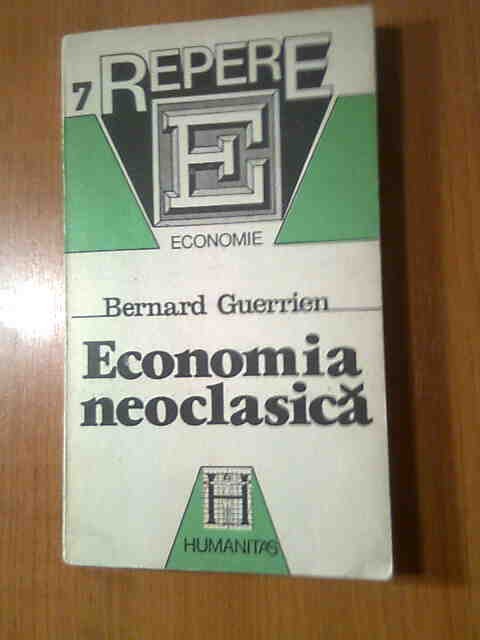 7 REPERE
E
ECONOMIE
Bernard Guerrien
Economia
neoclasică
H
HUMANITAS